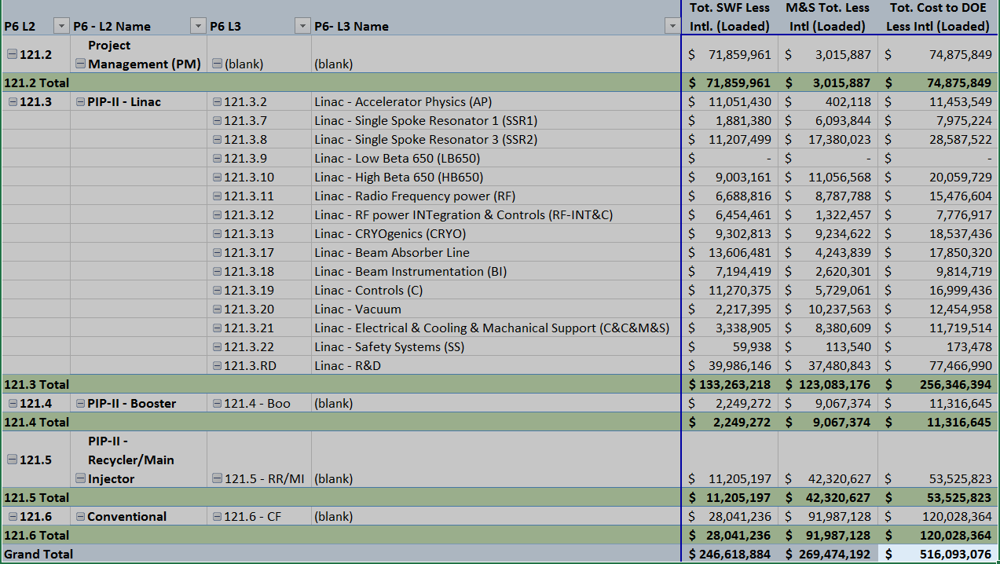 P6 L2 P6 - L2 Name P6 L3 P6- L3 Name Tot. SWF Less Intl. (Loaded) M&S Tot. Less Intl (Loaded) Tot. Cost to DOE Less Intl (Loaded)
121.2 Project Management (PM) (blank) (blank) $ 71,859,961 $ 3,015,887 $ 74,875,849
121.2 Total $ 71,859,961 $ 3,015,887 $ 74,875,849
121.3 PIP-II - Linac 121.3.2 Linac - Accelerator Physics (AP) $ 11,051,430 $ 402,118 $ 11,453,549
121.3.7 Linac - Single Spoke Resonator 1 (SSR1) $ 1,881,380 $ 6,093,844 $ 7,975,224
121.3.8 Linac - Single Spoke Resonator 3 (SSR2) $ 11,207,499 $ 17,380,023 $ 28,587,522
121.3.9 Linac - Low Beta 650 (LB650) $ - $ - $ -
121.3.10 Linac - High Beta 650 (HB650) $ 9,003,161 $ 11,056,568 $ 20,059,729
121.3.11 Linac - Radio Frequency power (RF) $ 6,688,816 $ 8,787,788 $ 15,476,604
121.3.12 Linac - RF power INTegration & Controls (RF-INT&C) $ 6,454,461 $ 1,322,457 $ 7,776,917
121.3.13 Linac - CRYOgenics (CRYO) $ 9,302,813 $ 9,234,622 $ 18,537,436
121.3.17 Linac - Beam Absorber Line $ 13,606,481 $ 4,243,839 $ 17,850,320
121.3.18 Linac - Beam Instrumentation (BI) $ 7,194,419 $ 2,620,301 $ 9,814,719
121.3.19 Linac - Controls (C) $ 11,270,375 $ 5,729,061 $ 16,999,436
121.3.20 Linac - Vacuum $ 2,217,395 $ 10,237,563 $ 12,454,958
121.3.21 Linac - Electrical & Cooling & Machanical Support (C&C&M&S) $ 3,338,905 $ 8,380,609 $ 11,719,514
121.3.22 Linac - Safety Systems (SS) $ 59,938 $ 113,540 $ 173,478
121.3.RD Linac - R&D $ 39,986,146 $ 37,480,843 $ 77,466,990
121.3 Total $ 133,263,218 $ 123,083,176 $ 256,346,394
121.4 PIP-II - Booster 121.4 - Boo (blank) $ 2,249,272 $ 9,067,374 $ 11,316,645
121.4 Total $ 2,249,272 $ 9,067,374 $ 11,316,645
121.5 PIP-II - Recycler/Main Injector 121.5 - RR/MI (blank) $ 11,205,197 $ 42,320,627 $ 53,525,823
121.5 Total $ 11,205,197 $ 42,320,627 $ 53,525,823
121.6 Conventional 121.6 - CF (blank) $ 28,041,236 $ 91,987,128 $ 120,028,364
121.6 Total $ 28,041,236 $ 91,987,128 $ 120,028,364
Grand Total $ 246,618,884 $ 269,474,192 $ 516,093,076